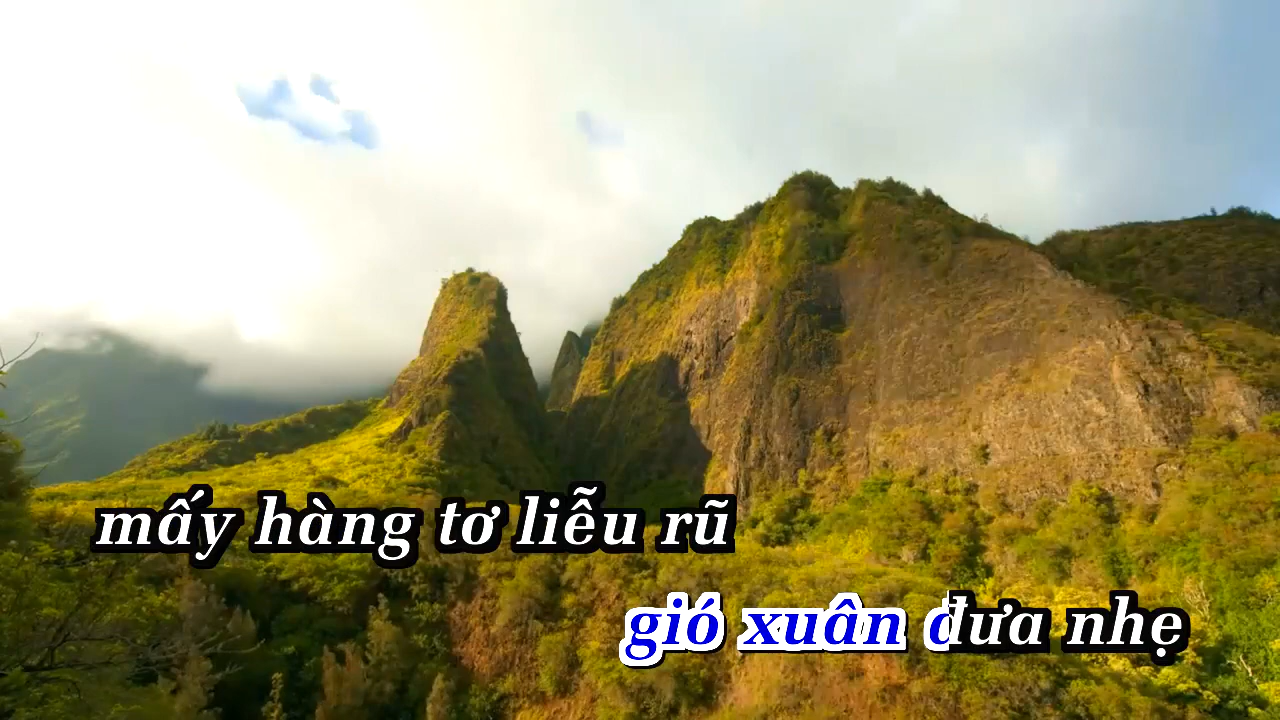 mấy hàng tơ liễu rũ
gió xuân đưa nhẹ